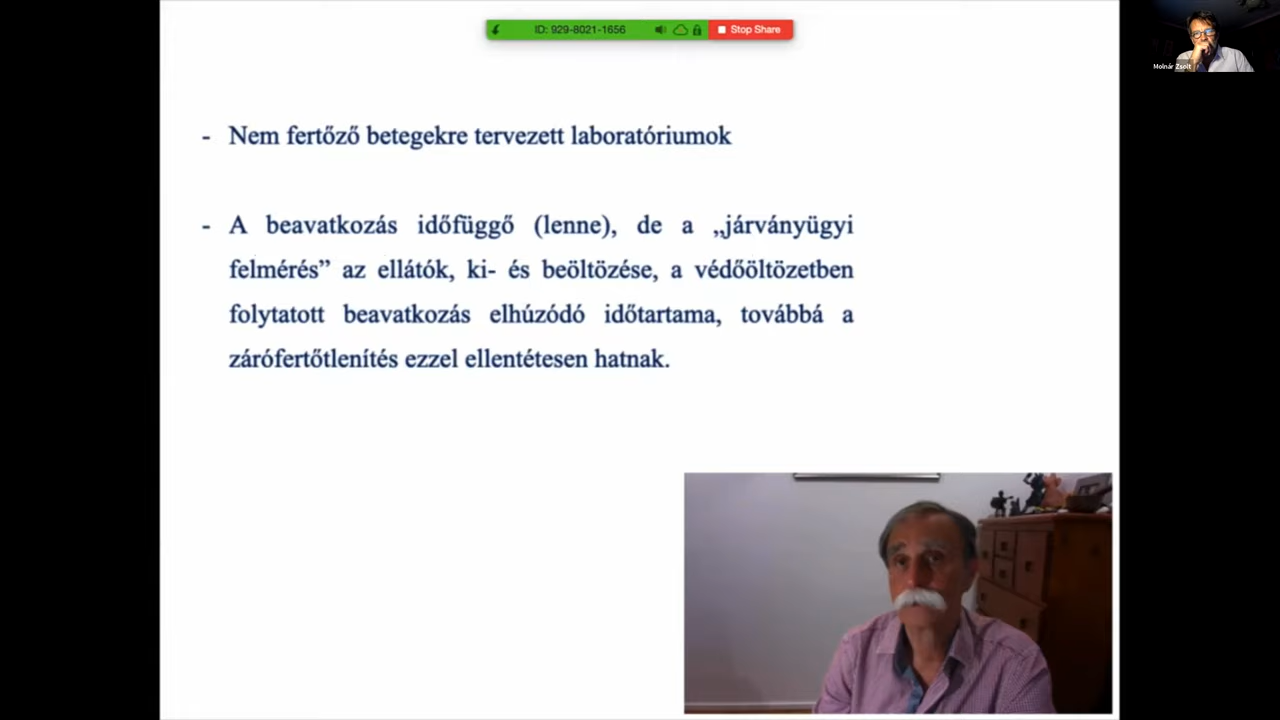 ID: 929-8021-1656 Stop Share
Molnár Zsolt
- Nem fertőző betegekre tervezett laboratóriumok
- A beavatkozás időfüggő (lenne), de a „járványügyi
felmérés” az ellátók, ki- és beöltözése, a védőöltözetben
folytatott beavatkozás elhúzódó időtartama, továbbá a
zárófertőtlenítés ezzel ellentétesen hatnak.